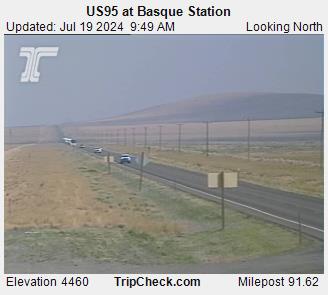 US95 at Basque Station
Updated: Jul 19 2024 9:49 AM Looking North
Elevation 4460 TripCheck.com Milepost 91.62